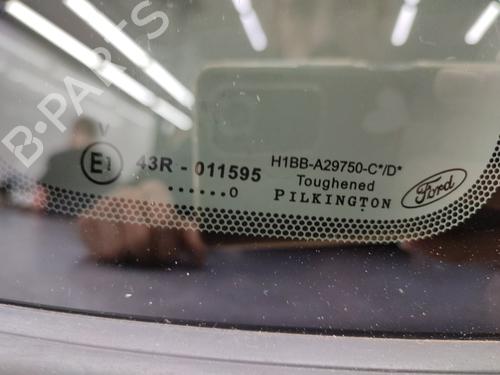 B-PARTS
V
E1 43R - 011595
.......0
H1BB-A29750-C*/D*
Toughened
PILKINGTON
Ford